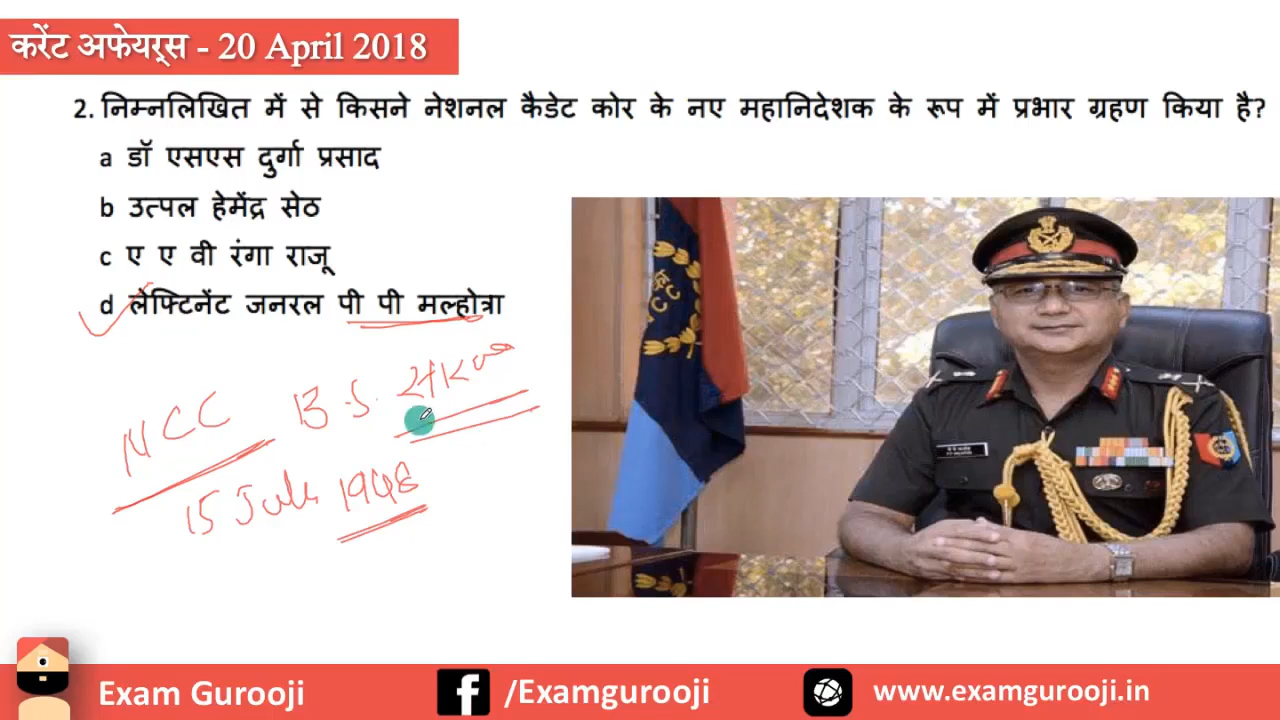 करेंट अफेयर्स - 20 April 2018
2. निम्नलिखित में से किसने नेशनल कैडेट कोर के नए महानिदेशक के रूप में प्रभार ग्रहण किया है?
a डॉ एसएस दुर्गा प्रसाद
b उत्पल हेमेंद्र सेठ
c ए ए वी रंगा राजू
d लेफ्टिनेंट जनरल पी पी मल्होत्रा
NCC B.S.
15 1948
Exam Gurooji /Examgurooji www.examgurooji.in